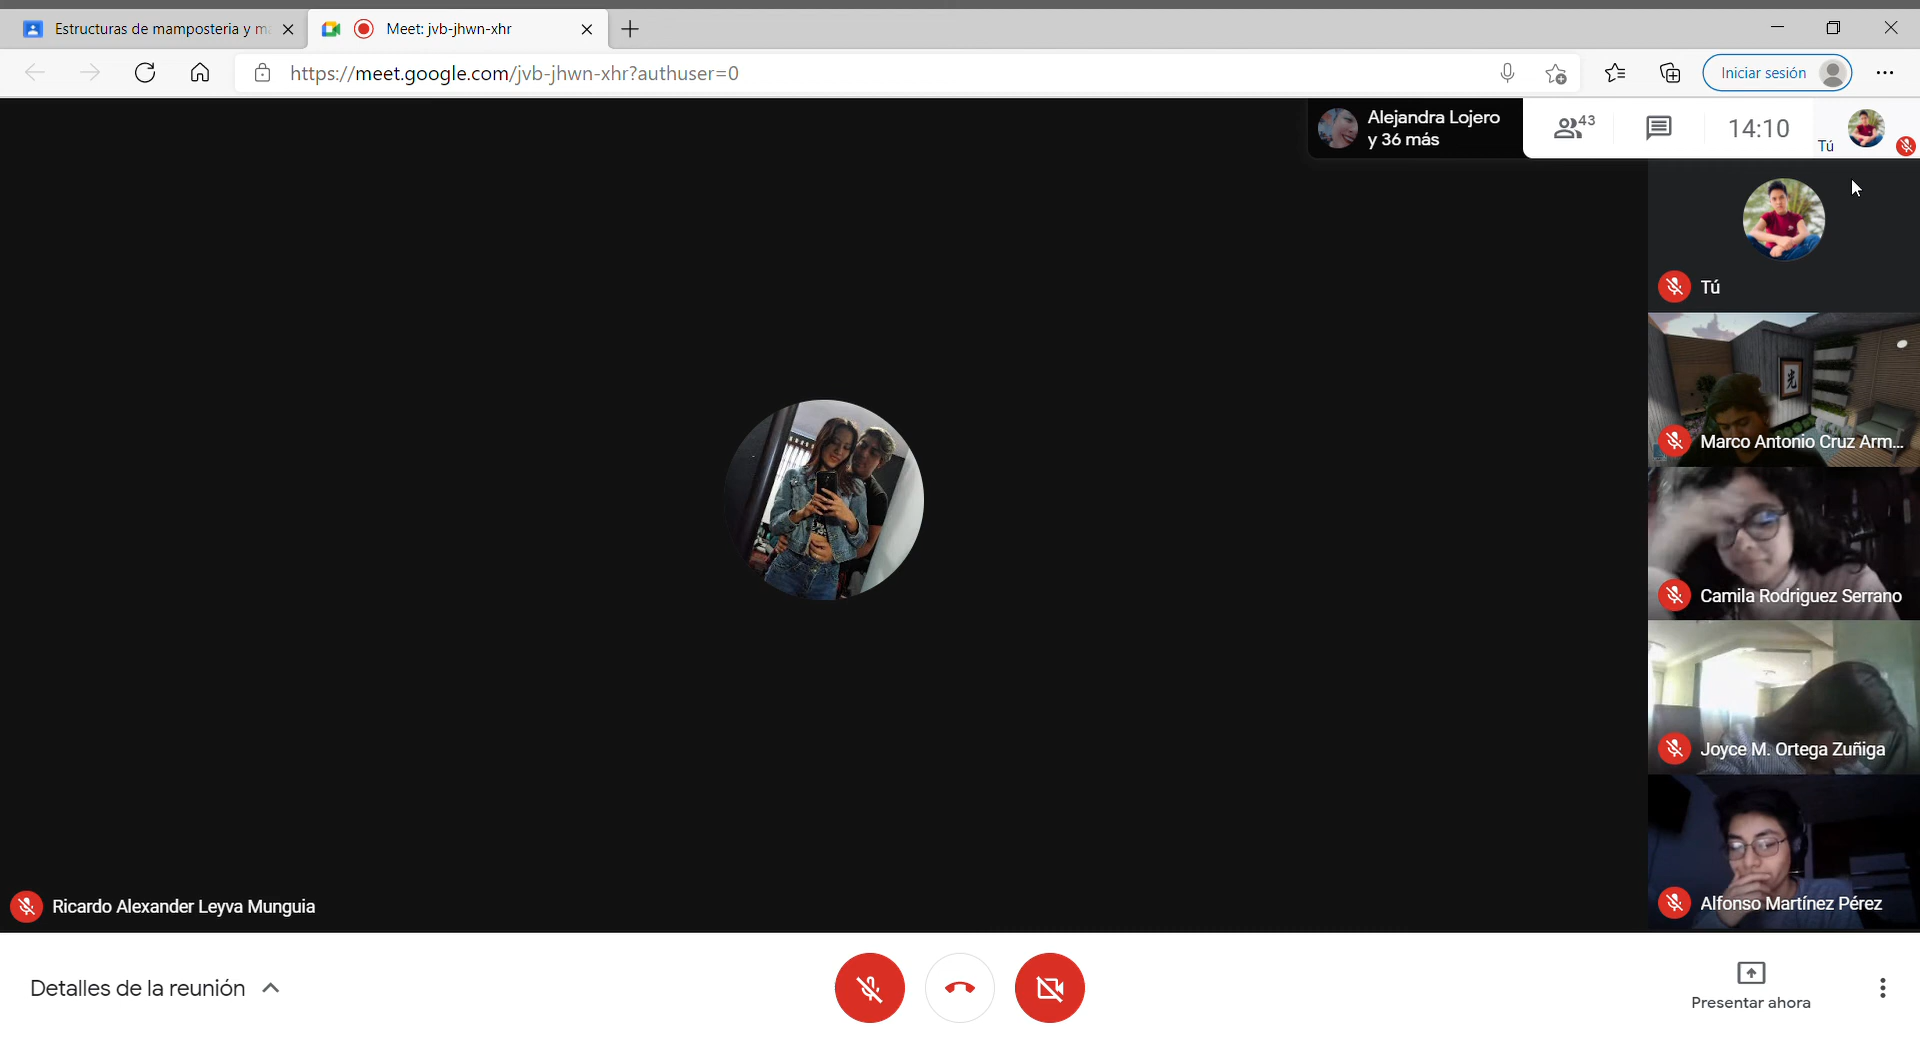 Estructuras de mamposteria y ma
Meet: jvb-jhwn-xhr
https://meet.google.com/jvb-jhwn-xhr?authuser=0
Iniciar sesión
Alejandra Lojero
y 36 más
43
14:10
Tú
Tú
光
Marco Antonio Cruz Arm...
Camila Rodriguez Serrano
Joyce M. Ortega Zuñiga
Alfonso Martínez Pérez
Ricardo Alexander Leyva Munguia
Detalles de la reunión
Presentar ahora